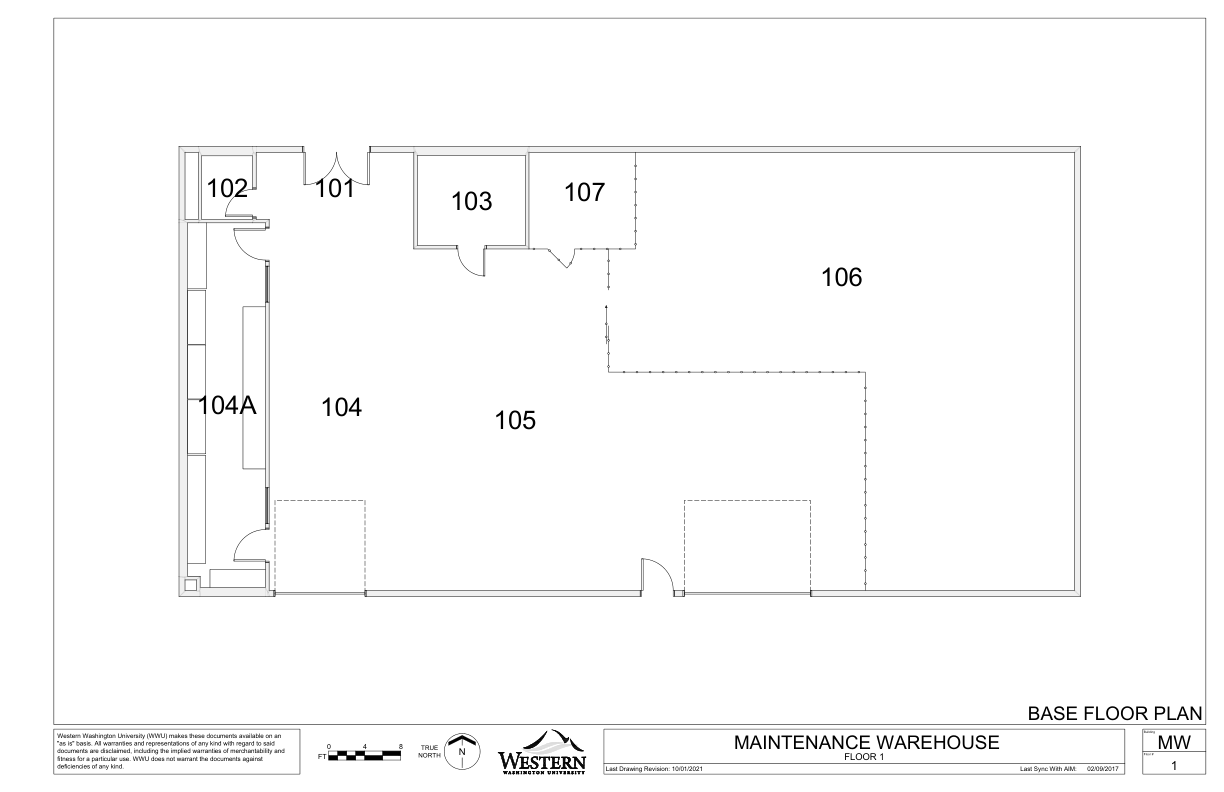 102
101
103
107
106
104A
104
105
BASE FLOOR PLAN
Western Washington University (WWU) makes these documents available on an
"as is" basis. All warranties and representations of any kind with regard to said
documents are disclaimed, including the implied warranties of merchantability and
fitness for a particular use. WWU does not warrant the documents against
deficiencies of any kind.
0 4 8
FT
TRUE
NORTH
N
WESTERN
WASHINGTON UNIVERSITY
MAINTENANCE WAREHOUSE
FLOOR 1
Last Drawing Revision: 10/01/2021
Last Sync With AIM: 02/09/2017
Building
MW
1